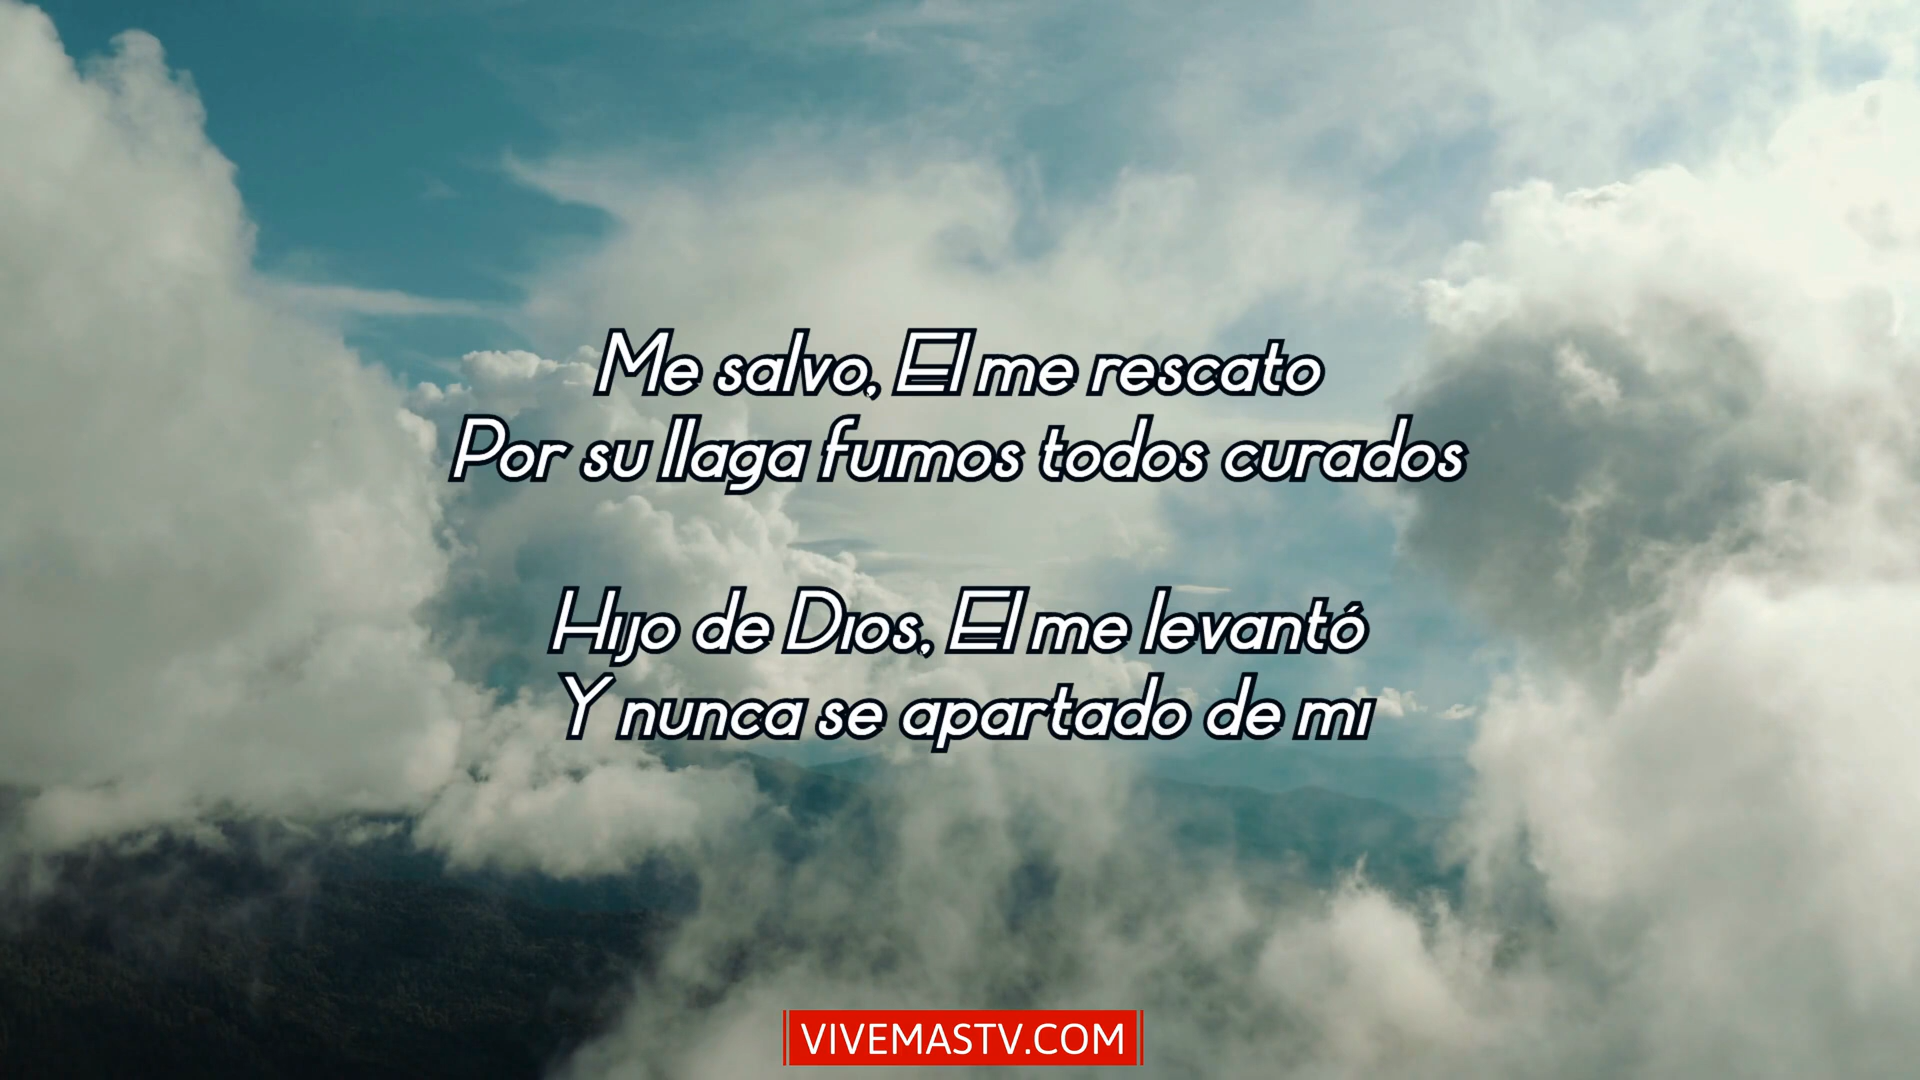 Me salvo, El me rescato
Por su llaga fuimos todos curados
Hijo de Dios, El me levantó
Y nunca se apartado de mi
VIVEMASTV.COM